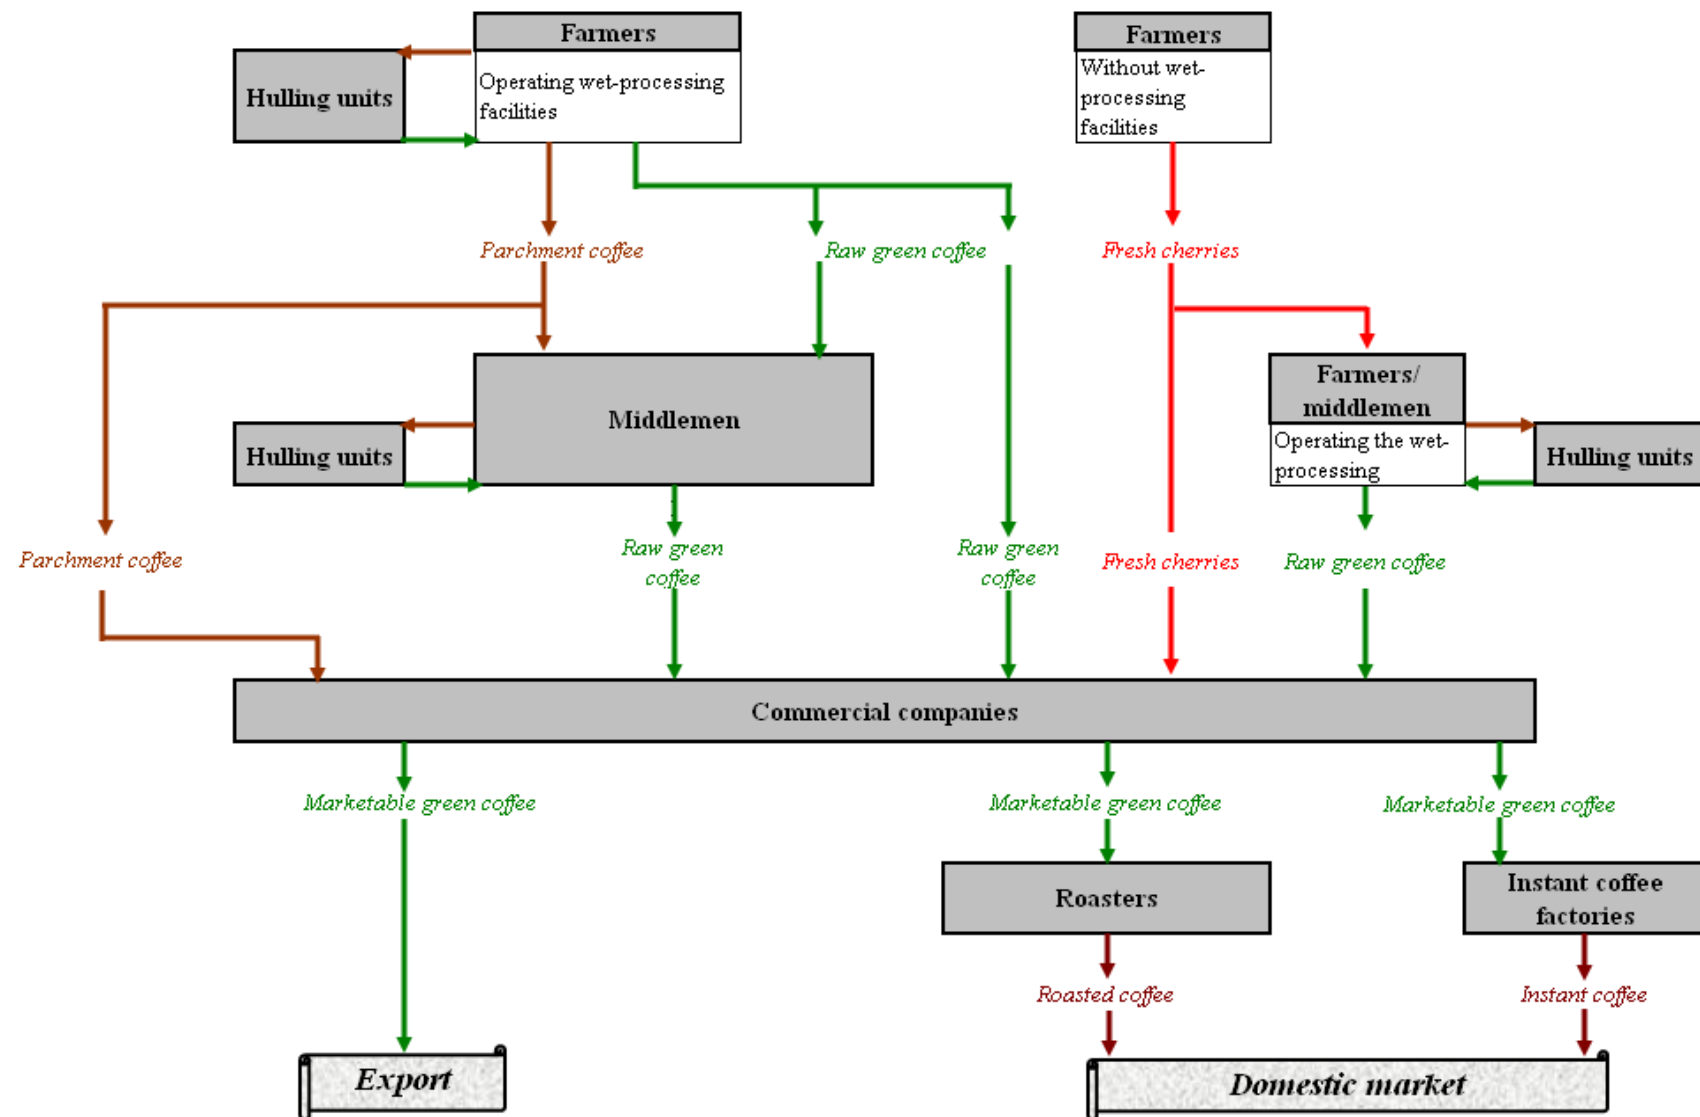 Farmers
Farmers
Hulling units
Operating wet-processing
facilities
Without wet-
processing
facilities
Parchment coffee
Raw green coffee
Fresh cherries
Middlemen
Farmers/
middlemen
Hulling units
Operating the wet-
processing
Hulling units
Parchment coffee
Raw green
coffee
Raw green
coffee
Fresh cherries
Raw green coffee
Commercial companies
Marketable green coffee
Marketable green coffee
Marketable green coffee
Roasters
Instant coffee
factories
Roasted coffee
Instant coffee
Export
Domestic market